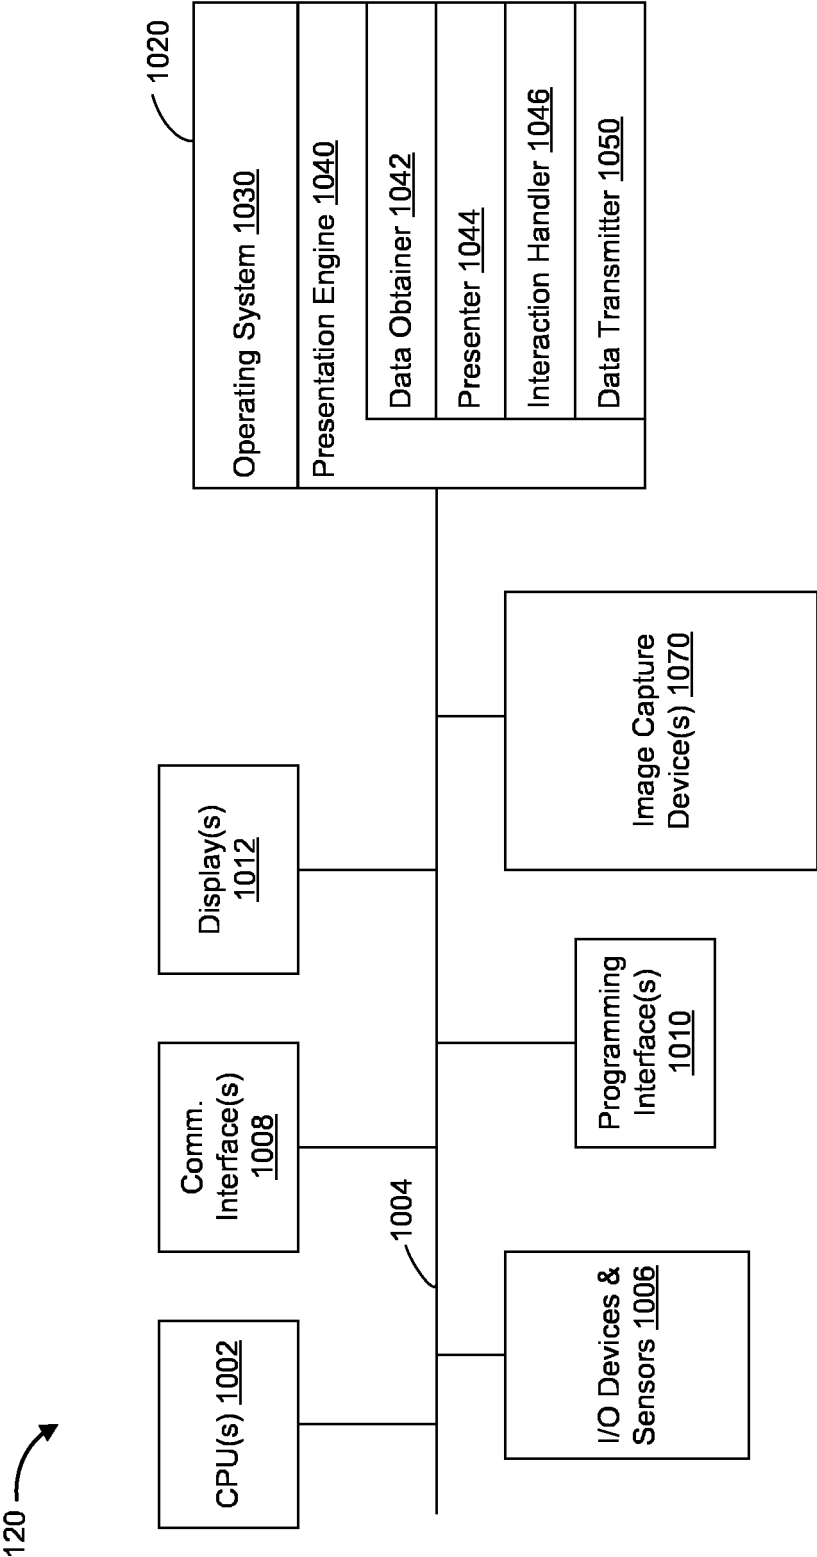 120
CPU(s) 1002
Comm.
Interface(s)
1008
Display(s)
1012
1020
Operating System 1030
Presentation Engine 1040
Data Obtainer 1042
Presenter 1044
Interaction Handler 1046
Data Transmitter 1050
1004
I/O Devices &
Sensors 1006
Programming
Interface(s)
1010
Image Capture
Device(s) 1070